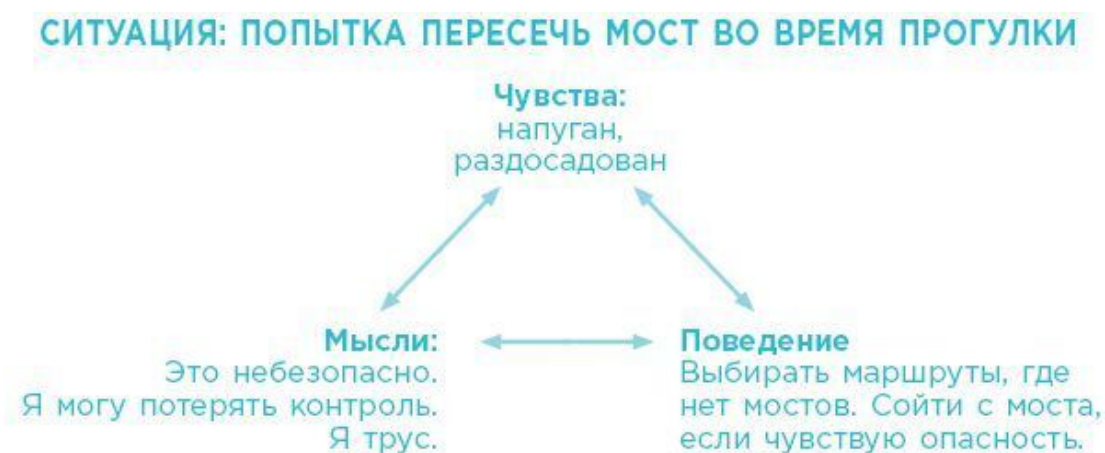 СИТУАЦИЯ: ПОПЫТКА ПЕРЕСЕЧЬ МОСТ ВО ВРЕМЯ ПРОГУЛКИ
Чувства:
напуган,
раздосадован
Мысли:
Это небезопасно.
Я могу потерять контроль.
Я трус.
Поведение
Выбирать маршруты, где
нет мостов. Сойти с моста,
если чувствую опасность.